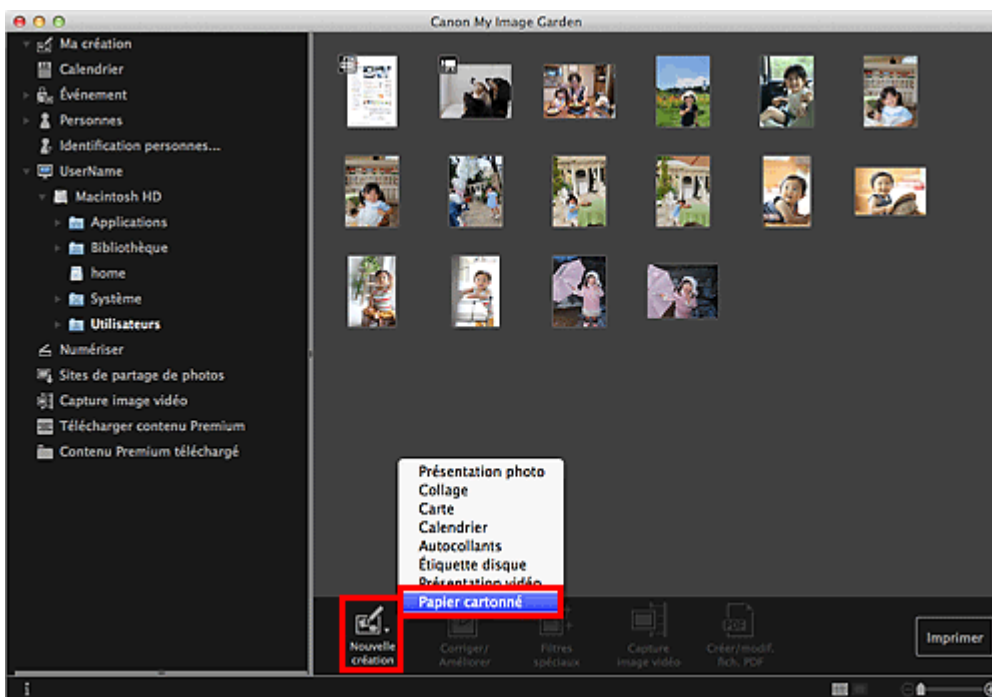 Canon My Image Garden
Ma création
Calendrier
Événement
Personnes
Identification personnes...
UserName
Macintosh HD
Applications
Bibliothèque
home
Système
Utilisateurs
Numériser
Sites de partage de photos
Capture image vidéo
Télécharger contenu Premium
Contenu Premium téléchargé
Présentation photo
Collage
Carte
Calendrier
Autocollants
Étiquette disque
Présentation vidéo
Papier cartonné
Nouvelle
création
Corriger/
Améliorer
Filtres
spéciaux
Capture
image vidéo
Créer/modif.
fich. PDF
Imprimer